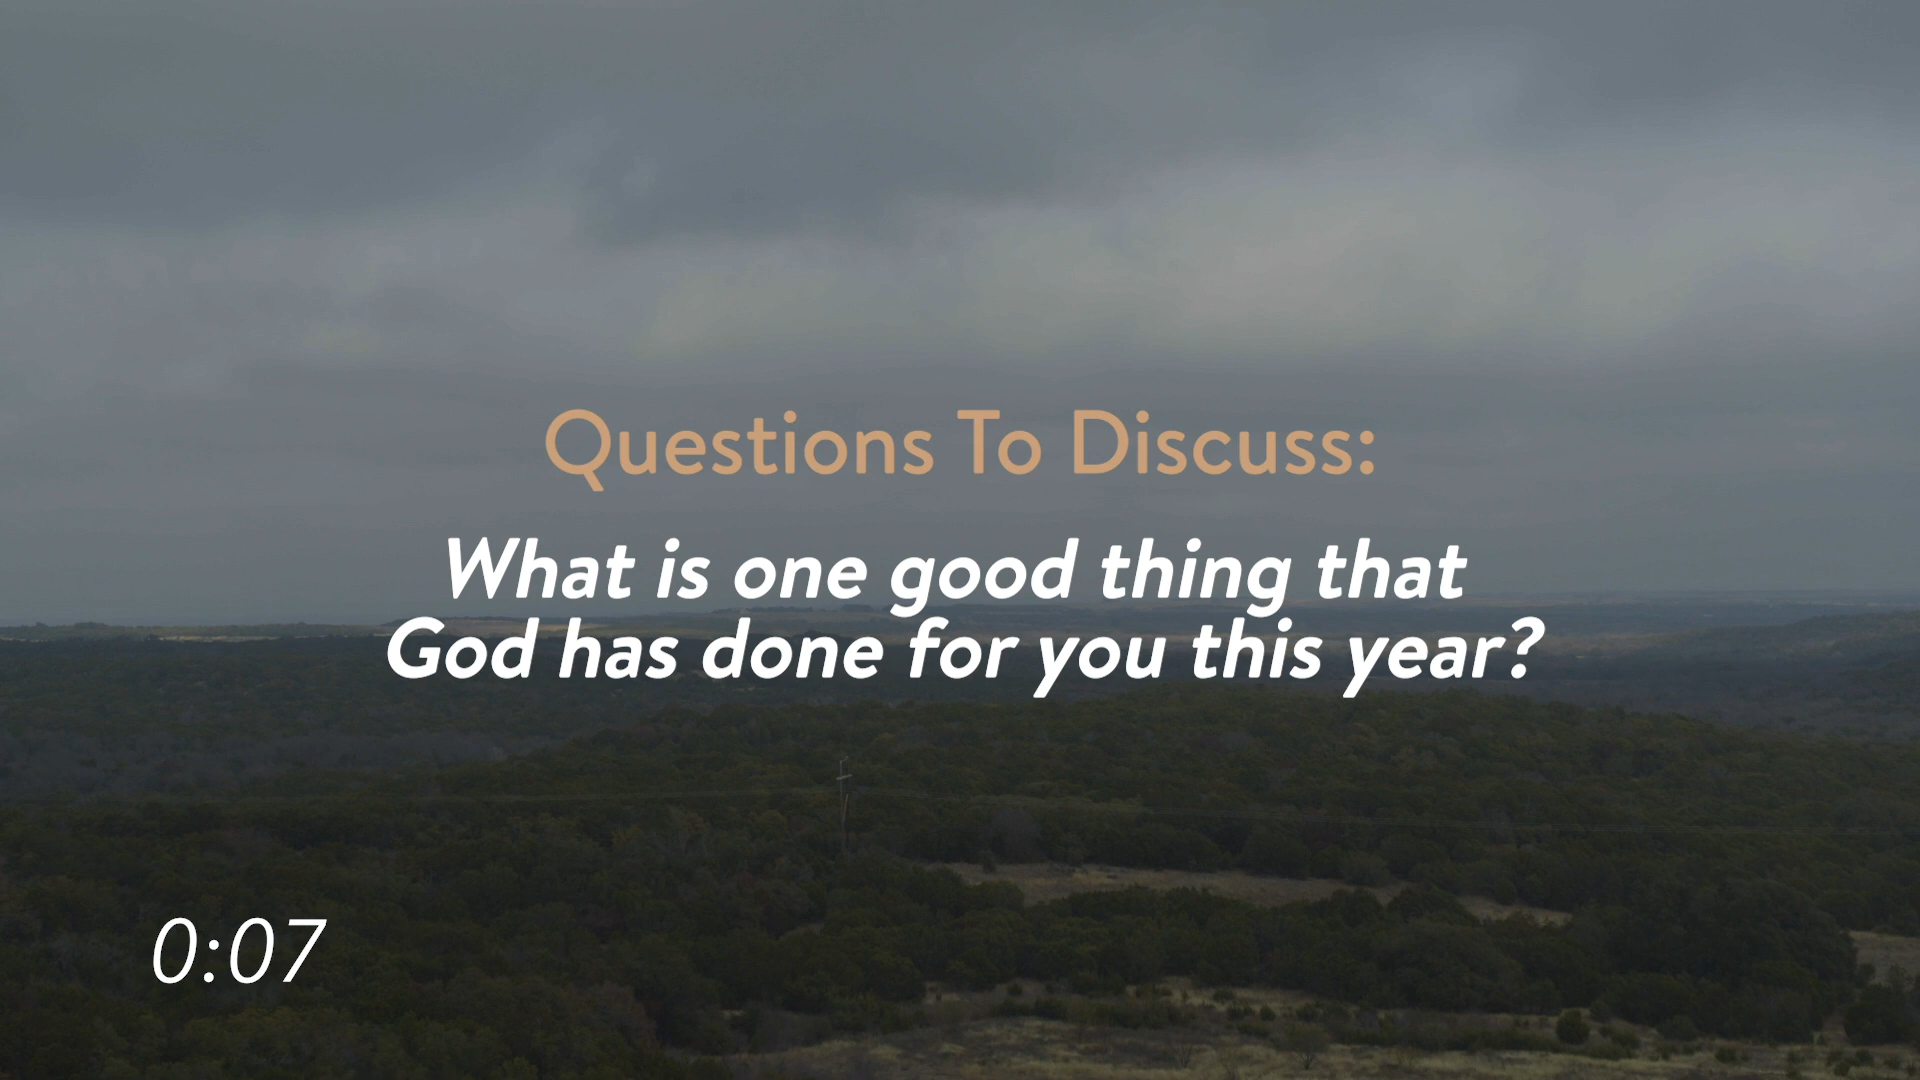 Questions To Discuss:
What is one good thing that
God has done for you this year?
0:07